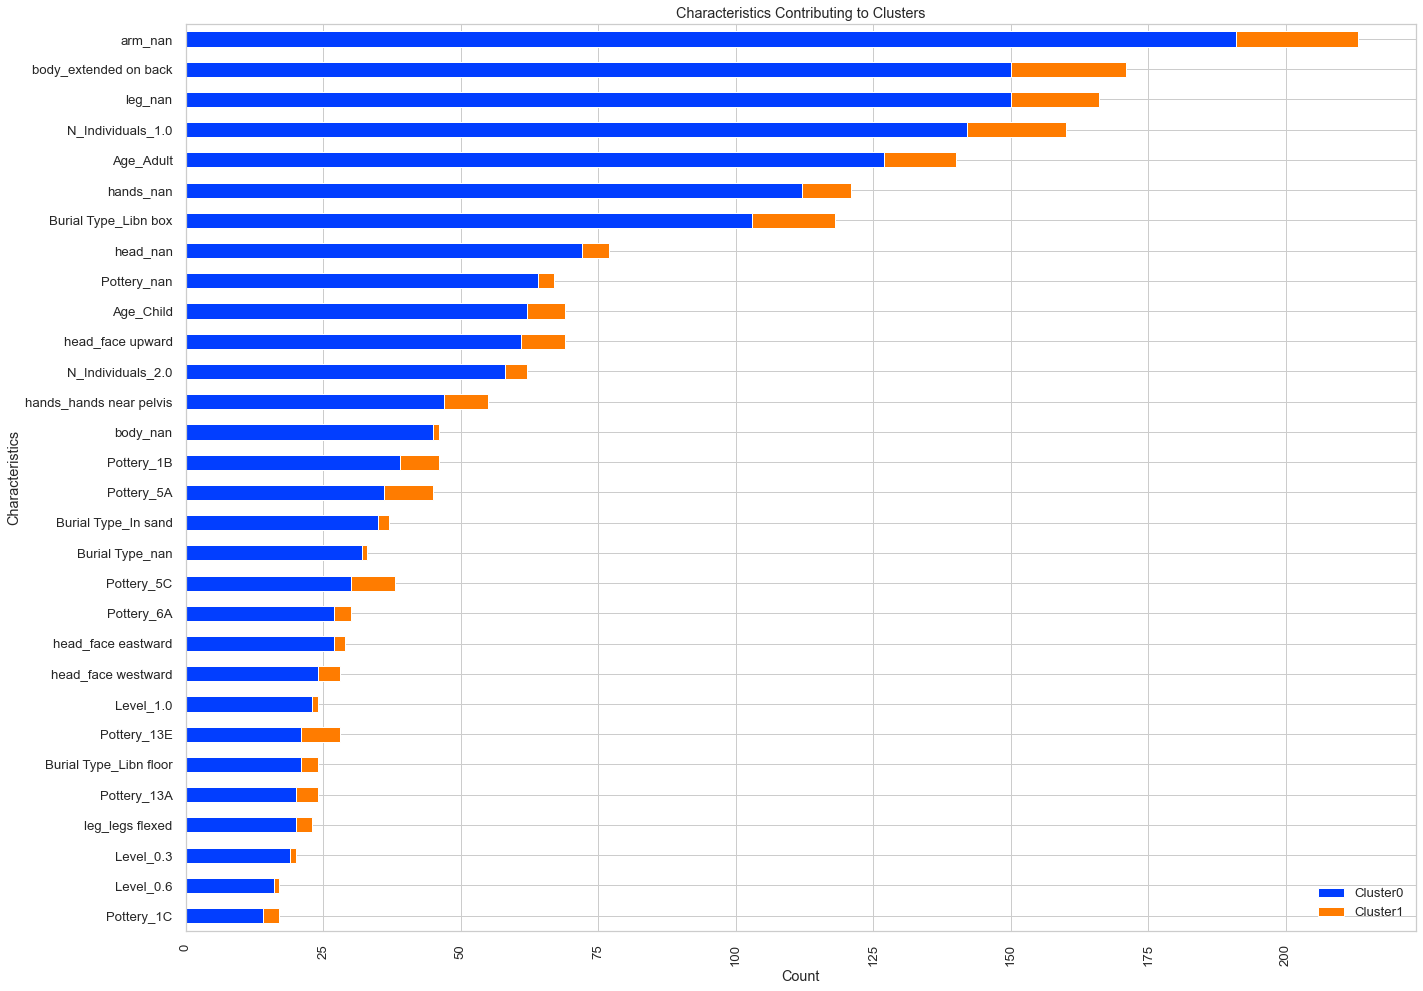 Characteristics Contributing to Clusters
arm_nan
body_extended on back
leg_nan
N_Individuals_1.0
Age_Adult
hands_nan
Burial Type_Libn box
head_nan
Pottery_nan
Age_Child
head_face upward
N_Individuals_2.0
hands_hands near pelvis
body_nan
Pottery_1B
Pottery_5A
Burial Type_In sand
Burial Type_nan
Pottery_5C
Pottery_6A
head_face eastward
head_face westward
Level_1.0
Pottery_13E
Burial Type_Libn floor
Pottery_13A
leg_legs flexed
Level_0.3
Level_0.6
Pottery_1C
Characteristics
Cluster0
Cluster1
0 25 50 75 100 125 150 175 200
Count